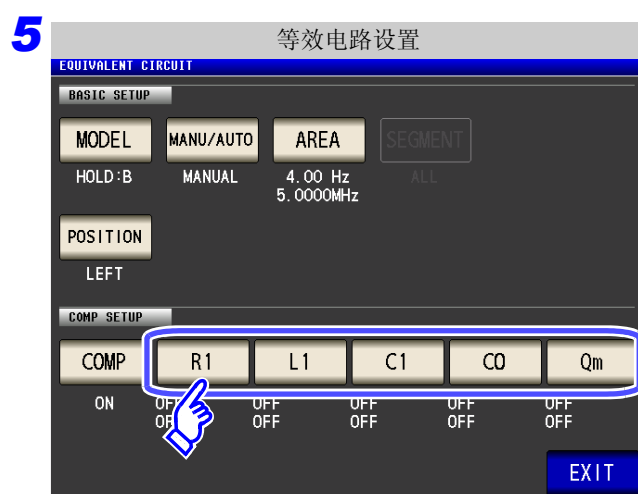 5
等效电路设置
EQUIVALENT CIRCUIT
BASIC SETUP
MODEL MANU/AUTO AREA SEGMENT
HOLD:B MANUAL 4.00 Hz ALL
5.0000MHz
POSITION
LEFT
COMP SETUP
COMP R1 L1 C1 C0 Qm
ON OFF OFF OFF OFF OFF
OFF OFF OFF OFF OFF
EXIT